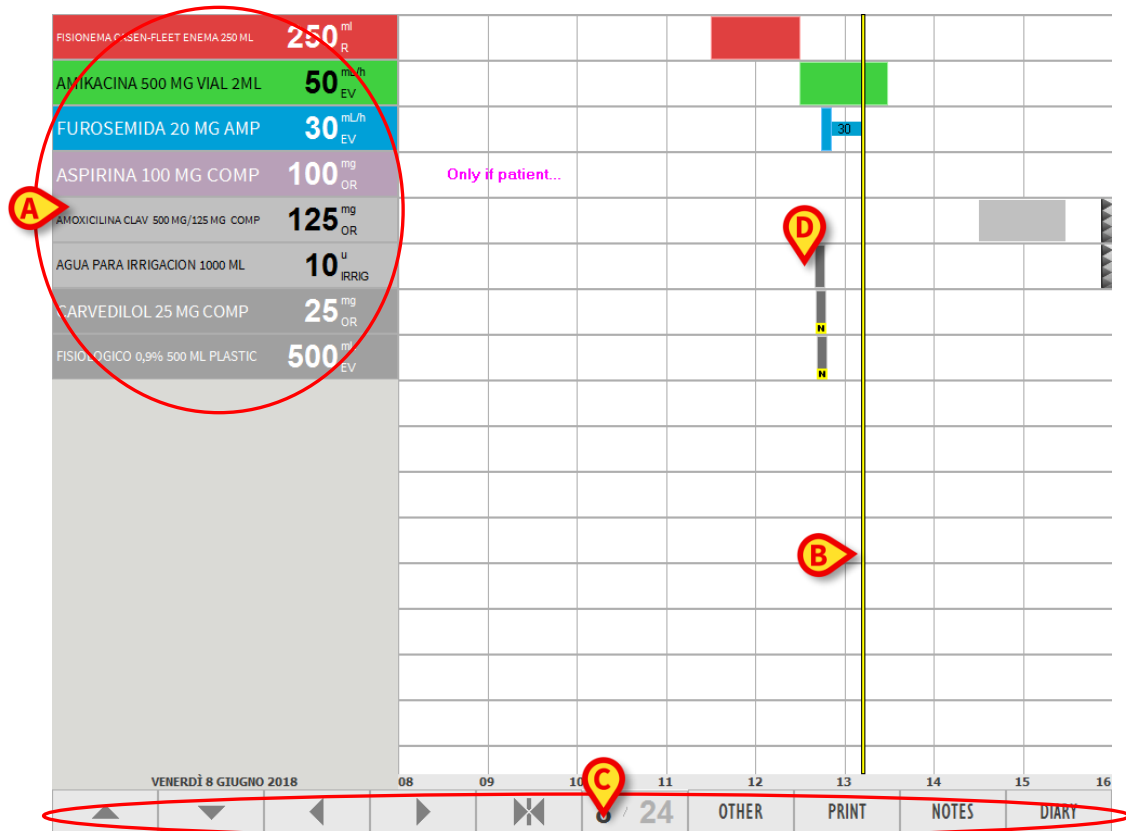 FISIONEMA CASEN-FLEET ENEMA 250 ML 250 ml R
AMIKACINA 500 MG VIAL 2ML 50 mL/h EV
FUROSEMIDA 20 MG AMP 30 mL/h EV 30
ASPIRINA 100 MG COMP 100 mg OR Only if patient...
A
AMOXICILINA CLAV 500 MG/125 MG COMP 125 mg OR
D
AGUA PARA IRRIGACION 1000 ML 10 u IRRIG
CARVEDILOL 25 MG COMP 25 mg OR N
FISIOLOGICO 0,9% 500 ML PLASTIC 500 ml EV N
B
VENERDÌ 8 GIUGNO 2018 08 09 10 11 12 13 14 15 16
C
8 / 24 OTHER PRINT NOTES DIARY